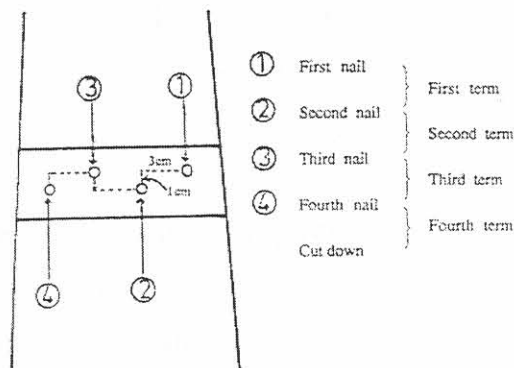 ③ ①
3cm
1cm
④ ②
① First nail
First term
② Second nail
Second term
③ Third nail
Third term
④ Fourth nail
Fourth term
Cut down